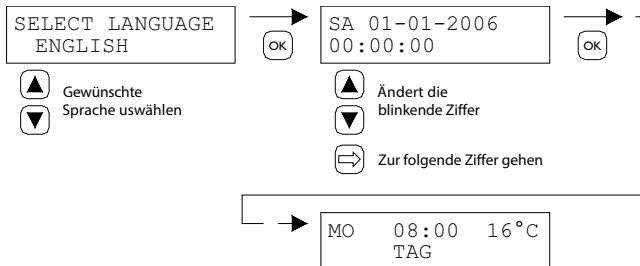 SELECT LANGUAGE
ENGLISH
OK
SA 01-01-2006
00:00:00
OK
Gewünschte
Sprache uswählen
Ändert die
blinkende Ziffer
Zur folgende Ziffer gehen
MO 08:00 16°C
TAG